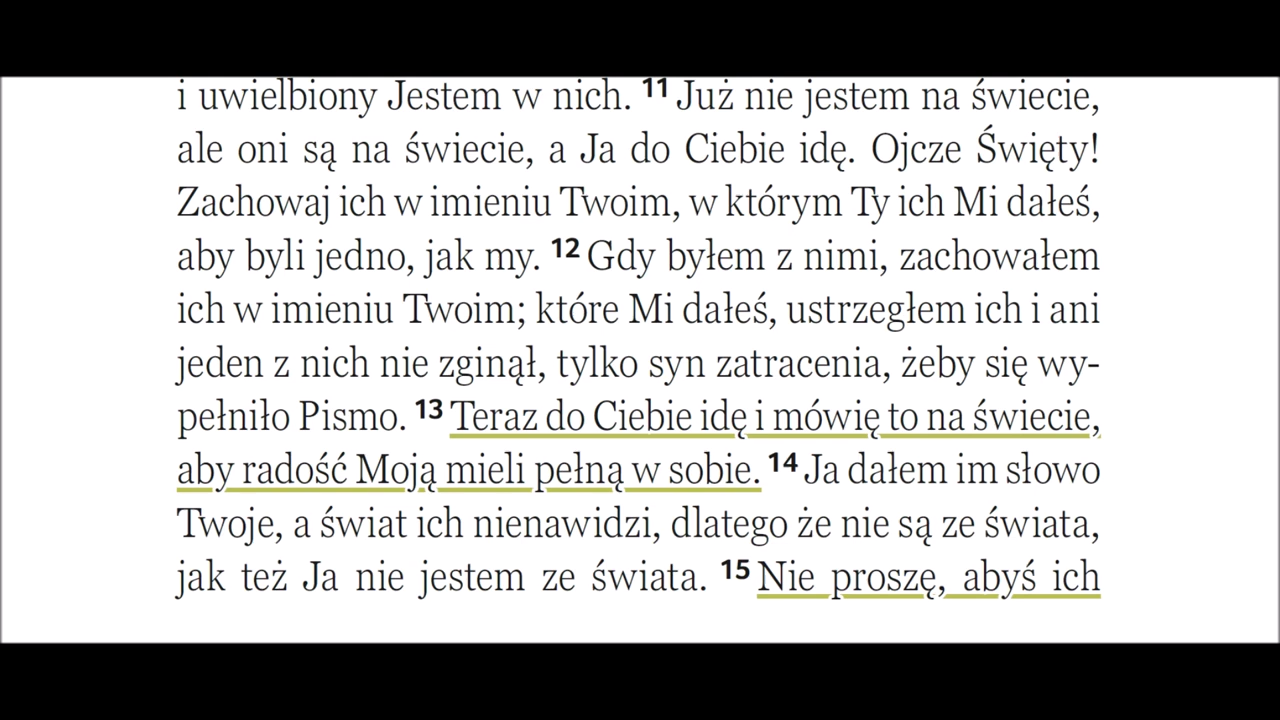 i uwielbiony Jestem w nich. 11 Już nie jestem na świecie,
ale oni są na świecie, a Ja do Ciebie idę. Ojcze Święty!
Zachowaj ich w imieniu Twoim, w którym Ty ich Mi dałeś,
aby byli jedno, jak my. 12 Gdy byłem z nimi, zachowałem
ich w imieniu Twoim; które Mi dałeś, ustrzegłem ich i ani
jeden z nich nie zginął, tylko syn zatracenia, żeby się wy-
pełniło Pismo. 13 Teraz do Ciebie idę i mówię to na świecie,
aby radość Moją mieli pełną w sobie. 14 Ja dałem im słowo
Twoje, a świat ich nienawidzi, dlatego że nie są ze świata,
jak też Ja nie jestem ze świata. 15 Nie proszę, abyś ich